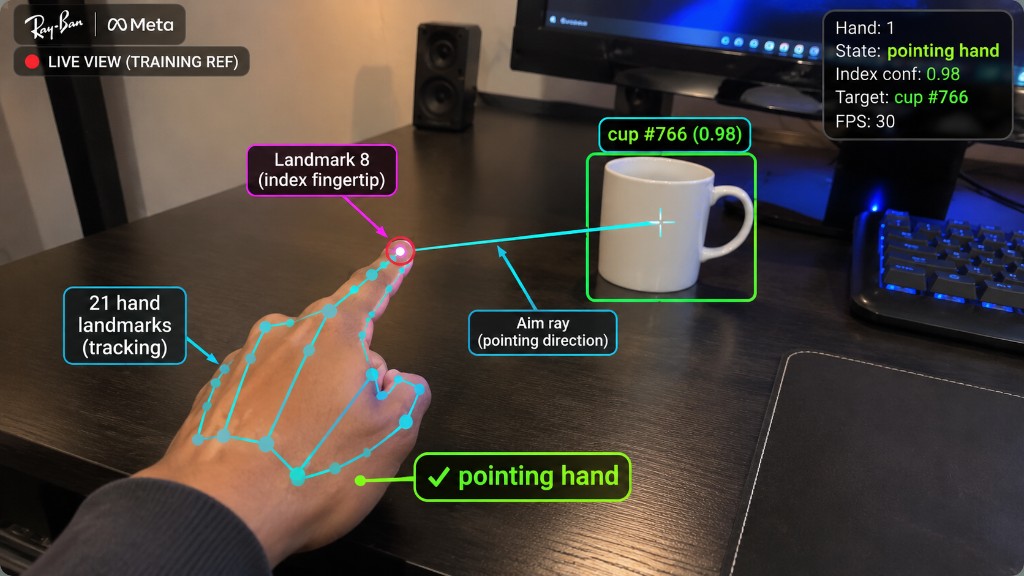 Ray-Ban | Meta
LIVE VIEW (TRAINING REF)
Hand: 1
State: pointing hand
Index conf: 0.98
Target: cup #766
FPS: 30
cup #766 (0.98)
Landmark 8
(index fingertip)
21 hand
landmarks
(tracking)
Aim ray
(pointing direction)
✓ pointing hand